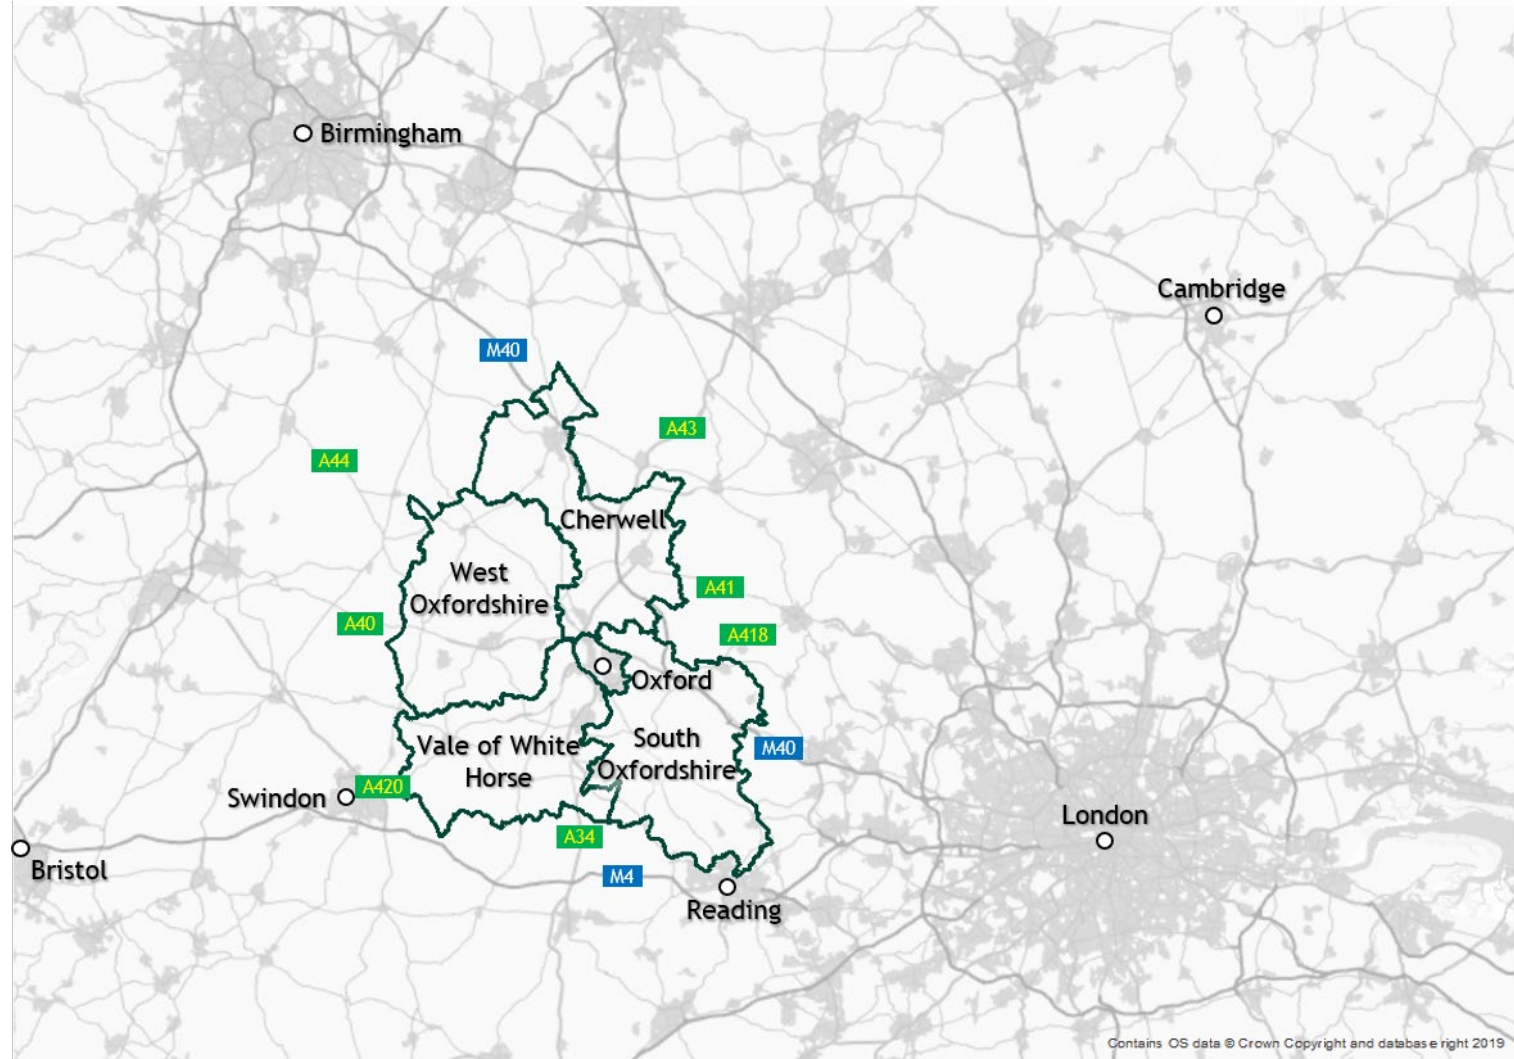 Birmingham
Cambridge
M40
A43
A44
Cherwell
West
Oxfordshire
A41
A40
A418
Oxford
South
Oxfordshire
Vale of White
Horse
M40
A420
Swindon
London
A34
Bristol
M4
Reading
Contains OS data © Crown Copyright and database right 2019